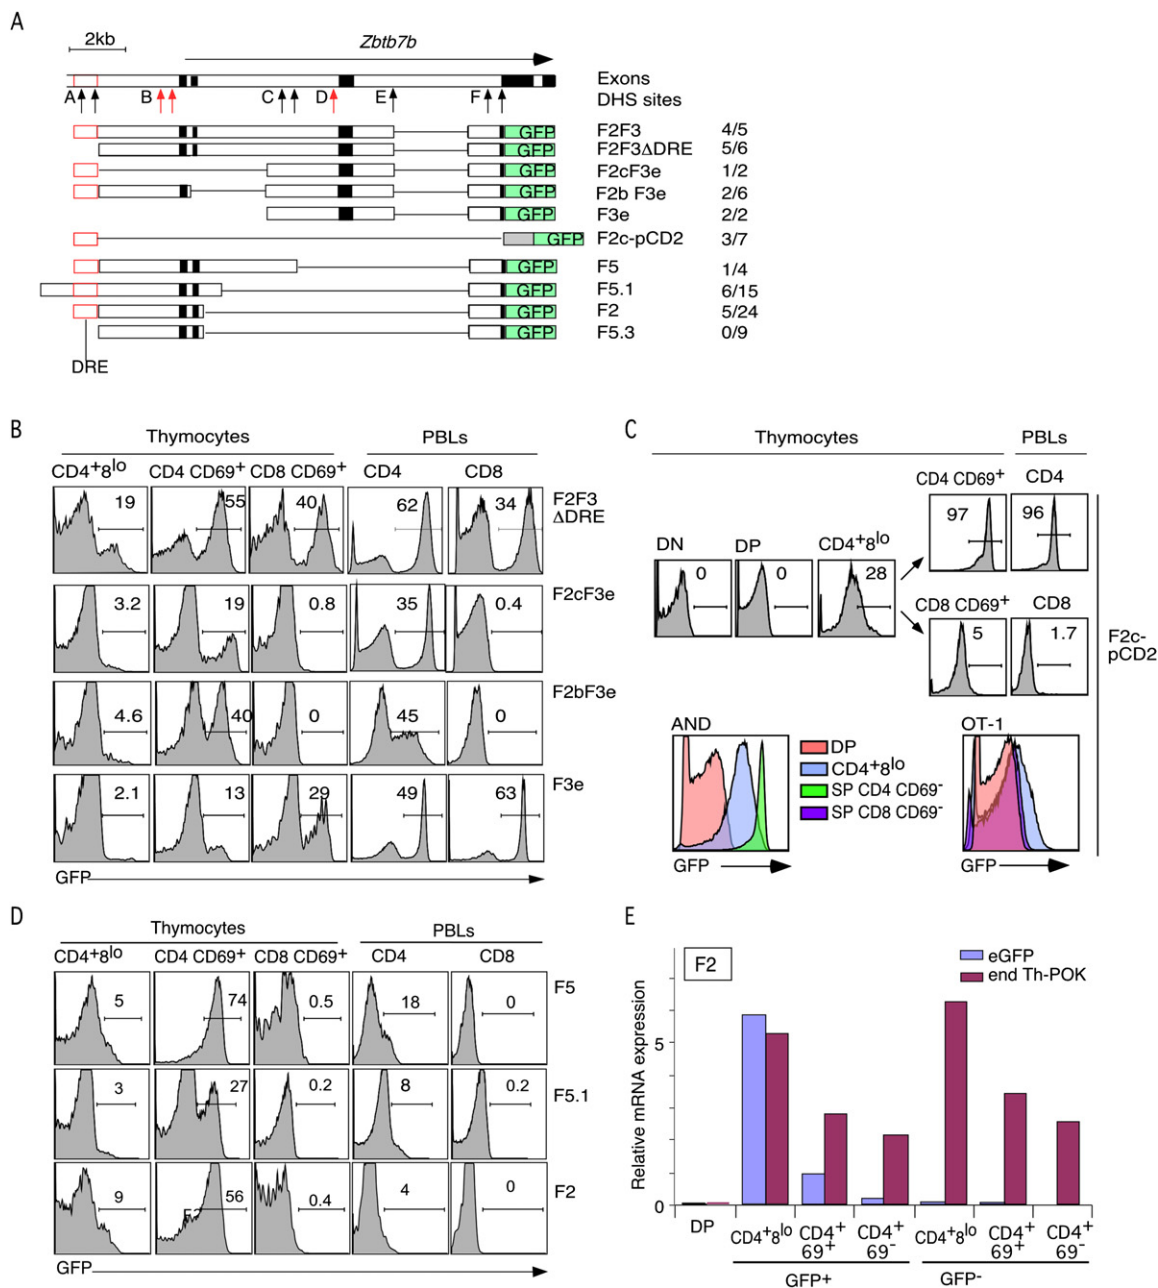 A
2kb
Zbtb7b
Exons
A B C D E F DHS sites
GFP F2F3 4/5
GFP F2F3ΔDRE 5/6
GFP F2cF3e 1/2
GFP F2b F3e 2/6
GFP F3e 2/2
GFP F2c-pCD2 3/7
GFP F5 1/4
GFP F5.1 6/15
GFP F2 5/24
GFP F5.3 0/9
DRE
B
Thymocytes PBLs
CD4+8lo CD4 CD69+ CD8 CD69+ CD4 CD8
19 55 40 62 34 F2F3 ΔDRE
3.2 19 0.8 35 0.4 F2cF3e
4.6 40 0 45 0 F2bF3e
2.1 13 29 49 63 F3e
GFP
C
Thymocytes PBLs
CD4 CD69+ CD4
97 96
DN DP CD4+8lo
0 0 28
CD8 CD69+ CD8
5 1.7
F2c-pCD2
AND OT-1
DP
CD4+8lo
SP CD4 CD69-
SP CD8 CD69-
GFP GFP
D
Thymocytes PBLs
CD4+8lo CD4 CD69+ CD8 CD69+ CD4 CD8
5 74 0.5 18 0 F5
3 27 0.2 8 0.2 F5.1
9 56 0.4 4 0 F2
GFP
E
F2
eGFP
end Th-POK
Relative mRNA expression
5
0
DP CD4+8lo CD4+69+ CD4+69- CD4+8lo CD4+69+ CD4+69-
GFP+ GFP-